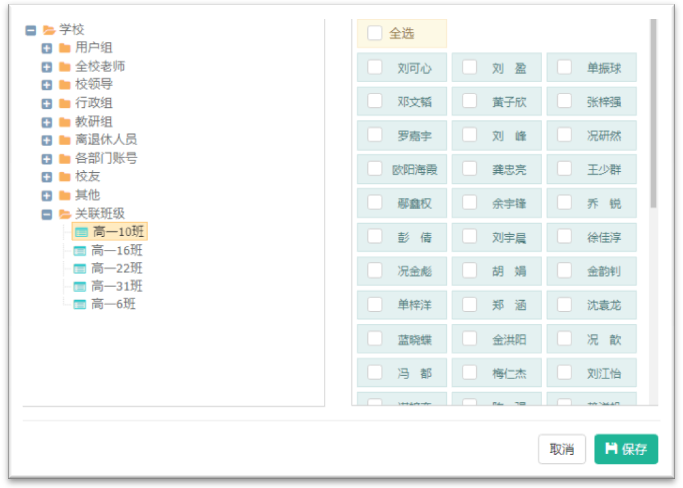 学校
用户组
全校老师
校领导
行政组
教研组
离退休人员
各部门账号
校友
其他
关联班级
高一10班
高一16班
高一22班
高一31班
高一6班
全选
刘可心 刘 盈 单振球
邓文韬 黄子欣 张梓强
罗嘉宇 刘 峰 况研然
欧阳海霞 龚忠亮 王少群
鄢鑫权 余宇锋 乔 锐
彭 倩 刘宇晨 徐佳淳
况金彪 胡 娟 金韵钊
单梓洋 郑 涵 沈袁龙
蓝晓蝶 金洪阳 况 歆
冯 都 梅仁杰 刘江怡
取消 保存